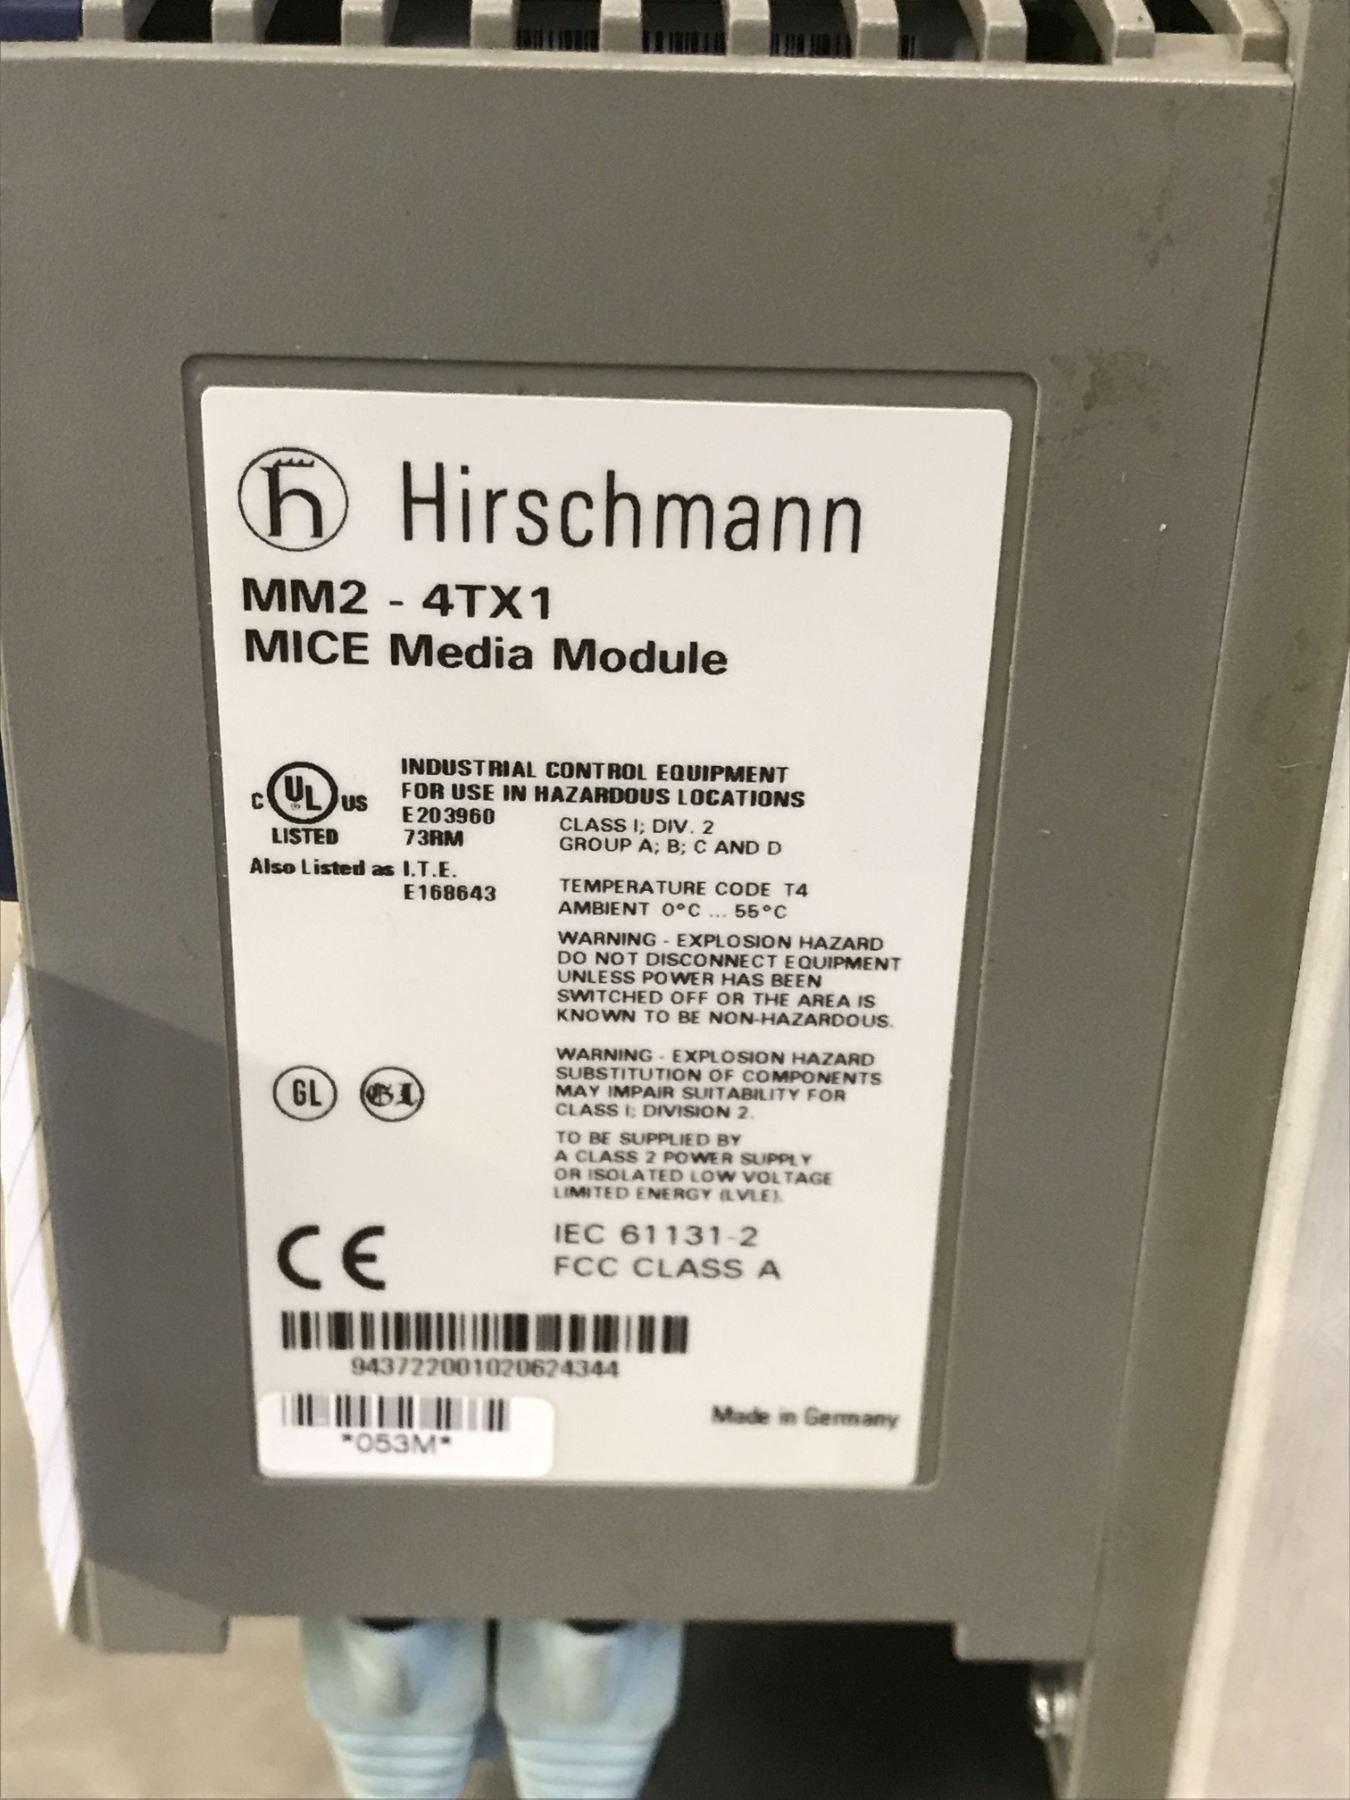 Hirschmann
MM2 - 4TX1
MICE Media Module
C UL US
LISTED
INDUSTRIAL CONTROL EQUIPMENT
FOR USE IN HAZARDOUS LOCATIONS
E203960
73RM
CLASS I; DIV. 2
GROUP A; B; C AND D
Also Listed as I.T.E.
E168643
TEMPERATURE CODE T4
AMBIENT 0°C ... 55°C
WARNING - EXPLOSION HAZARD
DO NOT DISCONNECT EQUIPMENT
UNLESS POWER HAS BEEN
SWITCHED OFF OR THE AREA IS
KNOWN TO BE NON-HAZARDOUS.
GL GL
WARNING - EXPLOSION HAZARD
SUBSTITUTION OF COMPONENTS
MAY IMPAIR SUITABILITY FOR
CLASS I; DIVISION 2.
TO BE SUPPLIED BY
A CLASS 2 POWER SUPPLY
OR ISOLATED LOW VOLTAGE
LIMITED ENERGY (LVLE).
CE
IEC 61131-2
FCC CLASS A
943722001020624344
*053M*
Made in Germany